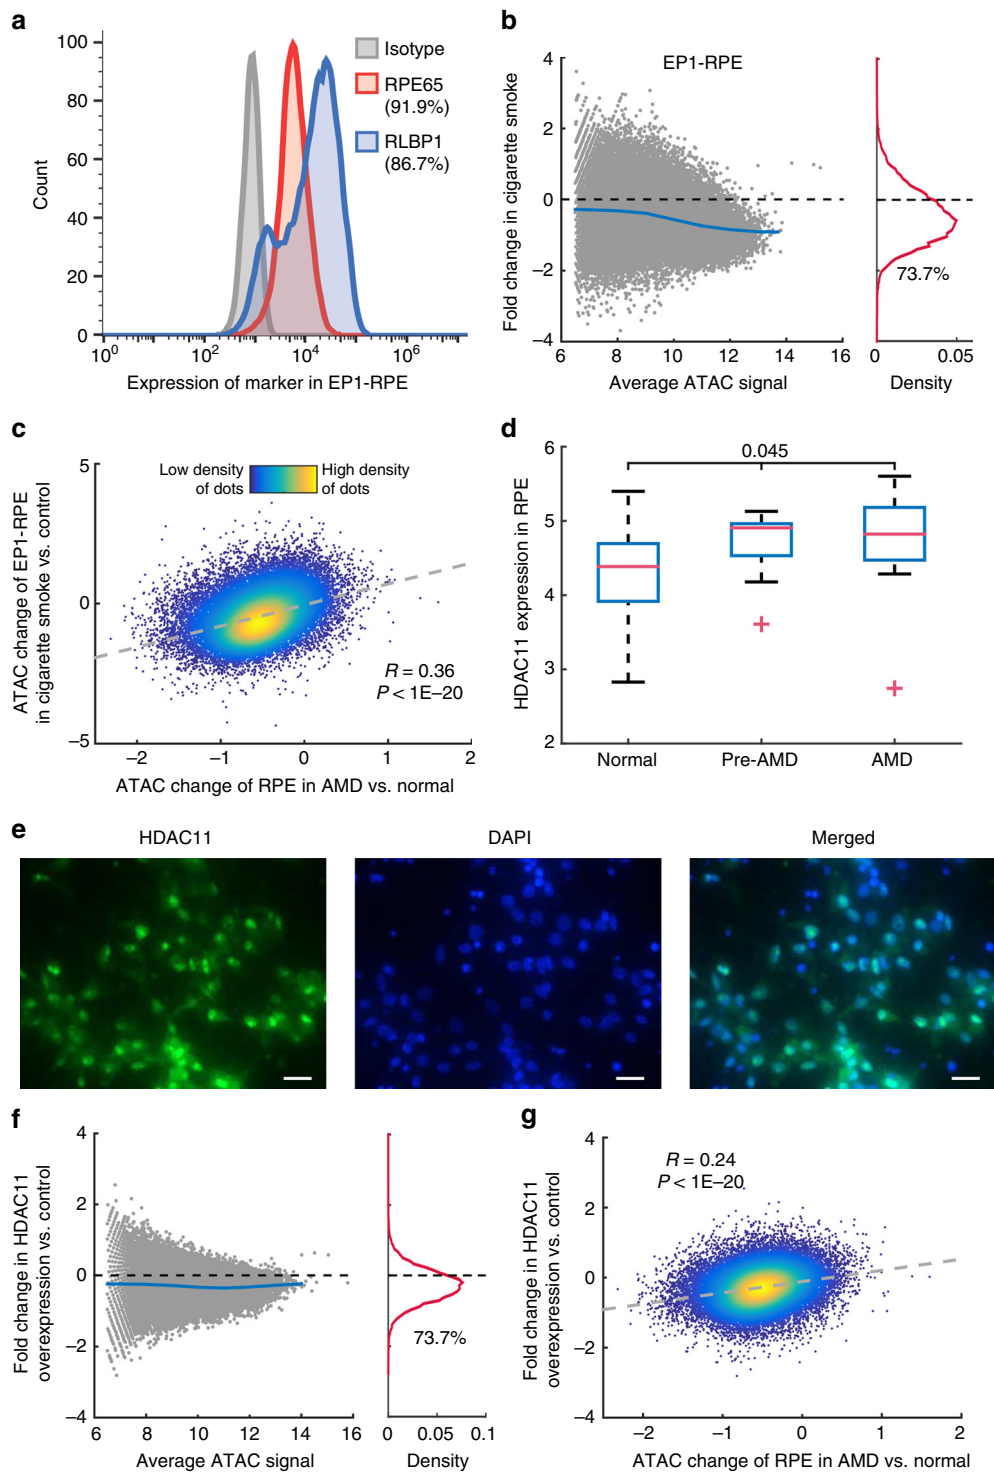 a
100
80
60
40
20
0
Count
10^0
10^2
10^4
10^6
Expression of marker in EP1-RPE
Isotype
RPE65
(91.9%)
RLBP1
(86.7%)
b
EP1-RPE
4
2
0
−2
−4
Fold change in cigarette smoke
6
8
10
12
14
16
Average ATAC signal
73.7%
0
0.05
Density
c
5
0
−5
ATAC change of EP1-RPE
in cigarette smoke vs. control
Low density
of dots
High density
of dots
R = 0.36
P < 1E−20
−2
−1
0
1
2
ATAC change of RPE in AMD vs. normal
d
6
5
4
3
2
HDAC11 expression in RPE
0.045
Normal
Pre-AMD
AMD
e
HDAC11
DAPI
Merged
f
4
2
0
−2
−4
Fold change in HDAC11
overexpression vs. control
6
8
10
12
14
16
Average ATAC signal
73.7%
0
0.05
0.1
Density
g
4
2
0
−2
−4
Fold change in HDAC11
overexpression vs. control
R = 0.24
P < 1E−20
−2
−1
0
1
2
ATAC change of RPE in AMD vs. normal